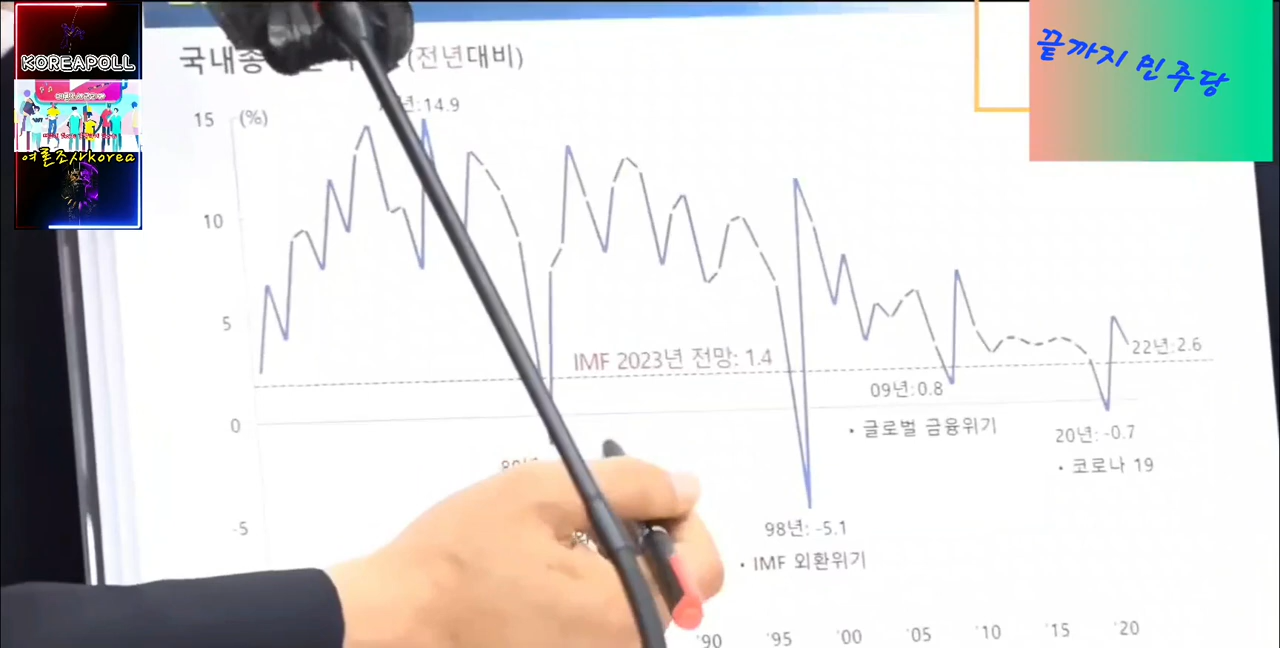 KOREAPOLL
여론조사korea
끝까지 민주당
국내총 (전년대비)
(%)
년:14.9
15
10
5
0
-5
IMF 2023년 전망: 1.4
22년:2.6
09년:0.8
• 글로벌 금융위기
20년: -0.7
• 코로나 19
98년: -5.1
• IMF 외환위기
'90 '95 '00 '05 '10 '15 '20